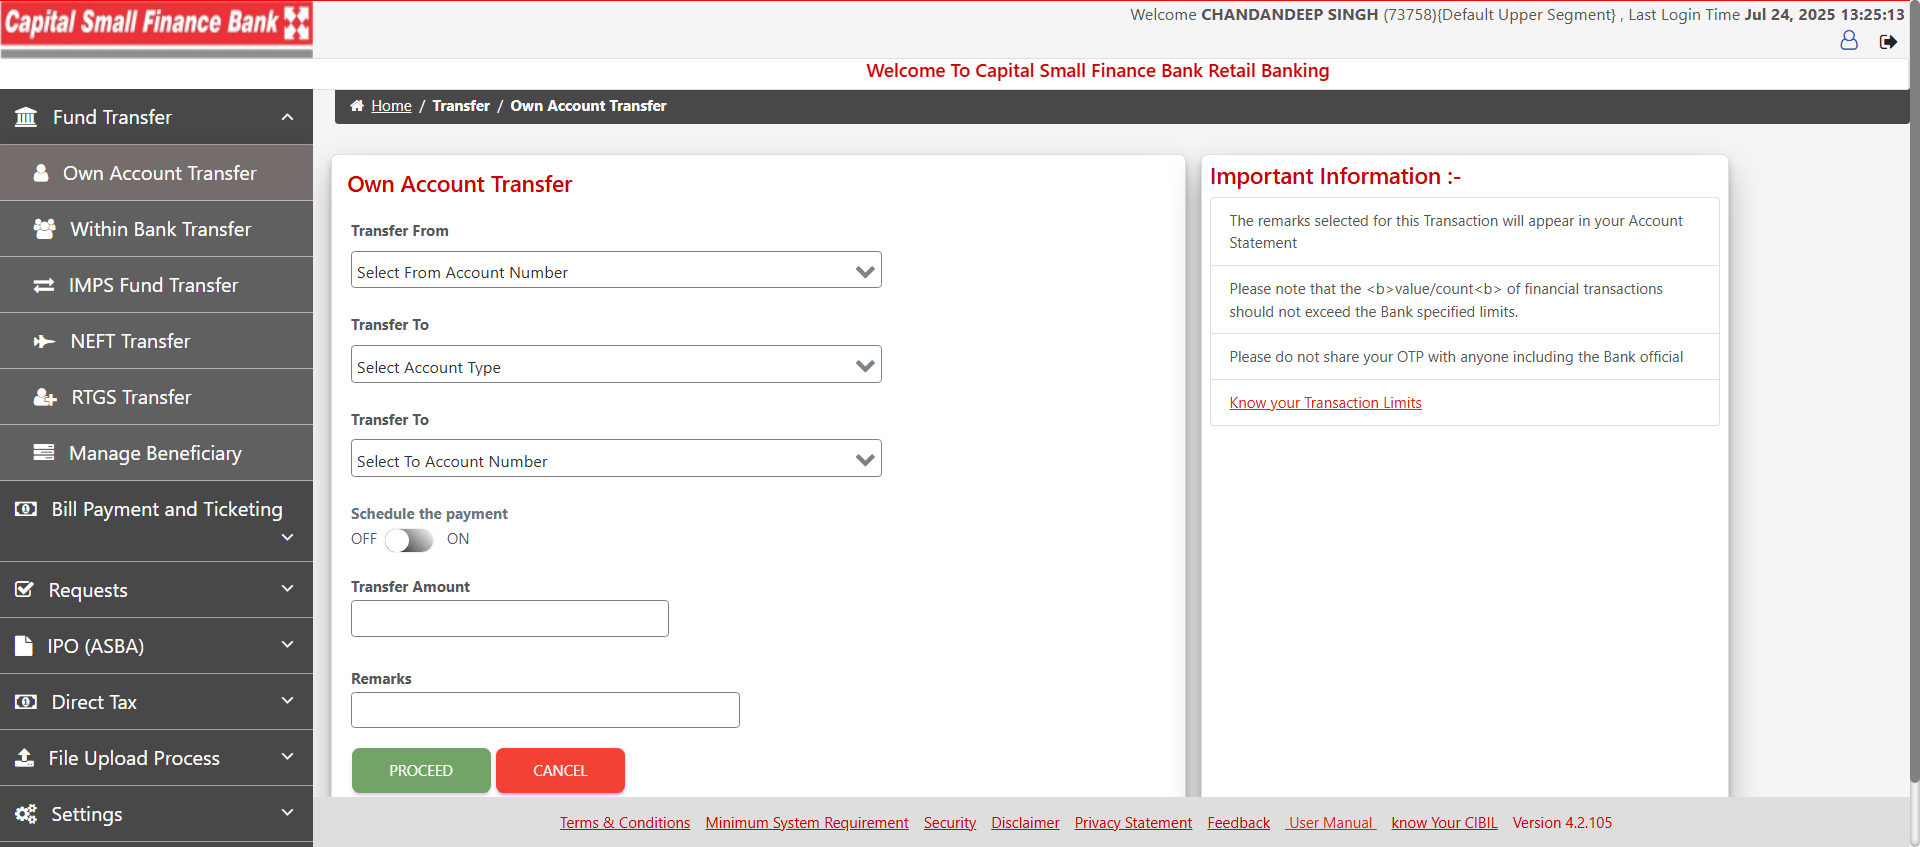 Capital Small Finance Bank
Welcome CHANDANDEEP SINGH (73758){Default Upper Segment} , Last Login Time Jul 24, 2025 13:25:13
Welcome To Capital Small Finance Bank Retail Banking
Home / Transfer / Own Account Transfer
Fund Transfer
Own Account Transfer
Within Bank Transfer
IMPS Fund Transfer
NEFT Transfer
RTGS Transfer
Manage Beneficiary
Bill Payment and Ticketing
Requests
IPO (ASBA)
Direct Tax
File Upload Process
Settings
Own Account Transfer
Transfer From
Select From Account Number
Transfer To
Select Account Type
Transfer To
Select To Account Number
Schedule the payment
OFF ON
Transfer Amount
Remarks
PROCEED CANCEL
Important Information :-
The remarks selected for this Transaction will appear in your Account
Statement
Please note that the <b>value/count<b> of financial transactions
should not exceed the Bank specified limits.
Please do not share your OTP with anyone including the Bank official
Know your Transaction Limits
Terms & Conditions Minimum System Requirement Security Disclaimer Privacy Statement Feedback User Manual know Your CIBIL Version 4.2.105